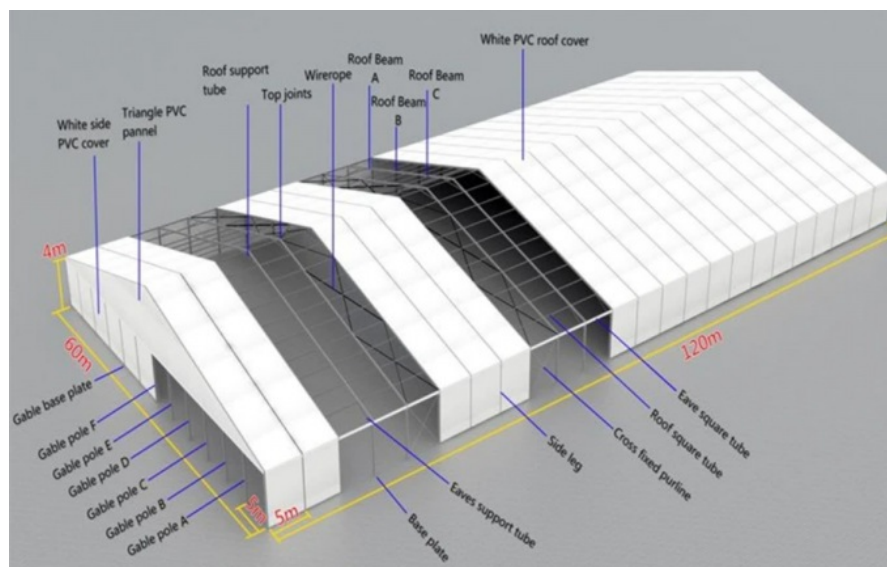 White PVC roof cover
Roof Beam
A
Wirerope
Roof Beam
C
Roof support
tube
Top joints
Roof Beam
B
Triangle PVC
pannel
White side
PVC cover
4m
60m
120m
Gable base plate
Gable pole F
Gable pole E
Gable pole D
Gable pole C
Gable pole B
Gable pole A
5m
5m
Base plate
Eaves support tube
Side leg
Cross fixed purline
Roof square tube
Eave square tube